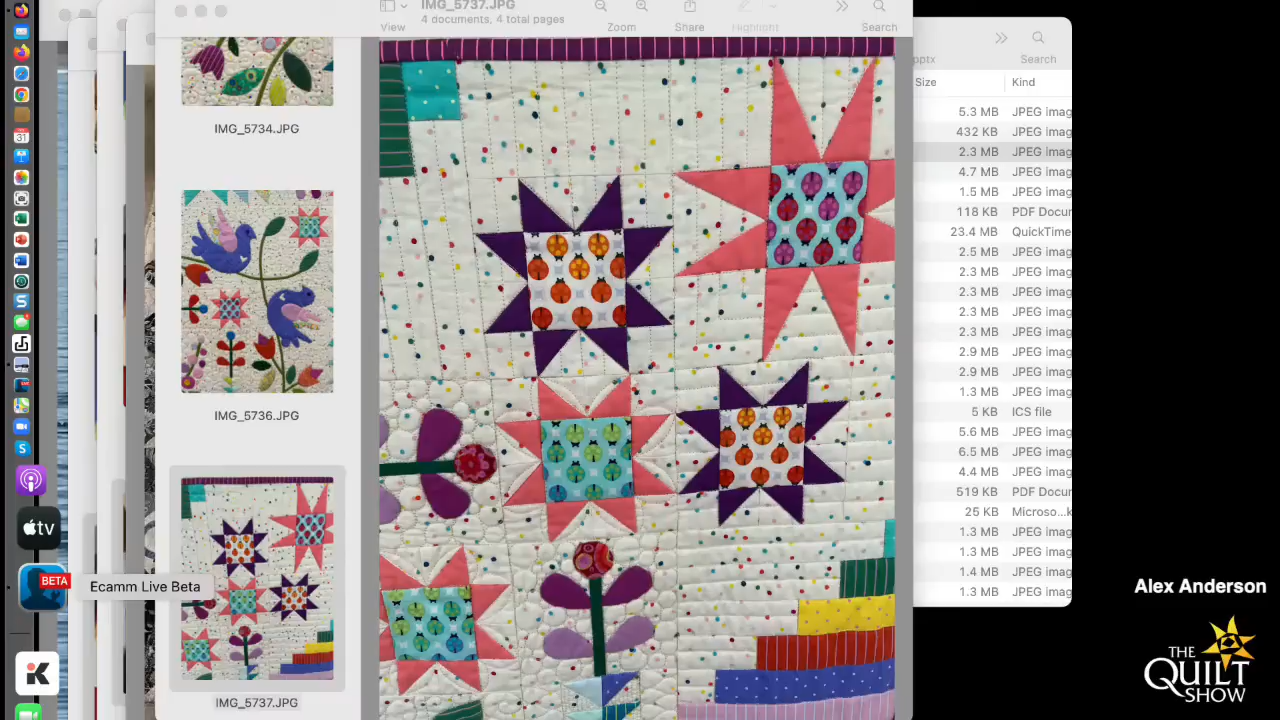 IMG_5737.JPG
4 documents, 4 total pages
View
Zoom
Share
Highlight
Search
IMG_5734.JPG
IMG_5736.JPG
IMG_5737.JPG
31
tv
BETA
Ecamm Live Beta
K
pptx
Search
Size
Kind
5.3 MB JPEG imag
432 KB JPEG imag
2.3 MB JPEG imag
4.7 MB JPEG imag
1.5 MB JPEG imag
118 KB PDF Docur
23.4 MB QuickTime
2.5 MB JPEG imag
2.3 MB JPEG imag
2.3 MB JPEG imag
2.3 MB JPEG imag
2.3 MB JPEG imag
2.9 MB JPEG imag
2.9 MB JPEG imag
1.3 MB JPEG imag
5 KB ICS file
5.6 MB JPEG imag
6.5 MB JPEG imag
4.4 MB JPEG imag
519 KB PDF Docur
25 KB Microso...k
1.3 MB JPEG imag
1.3 MB JPEG imag
1.4 MB JPEG imag
1.3 MB JPEG imag
Alex Anderson
THE
QUILT
SHOW